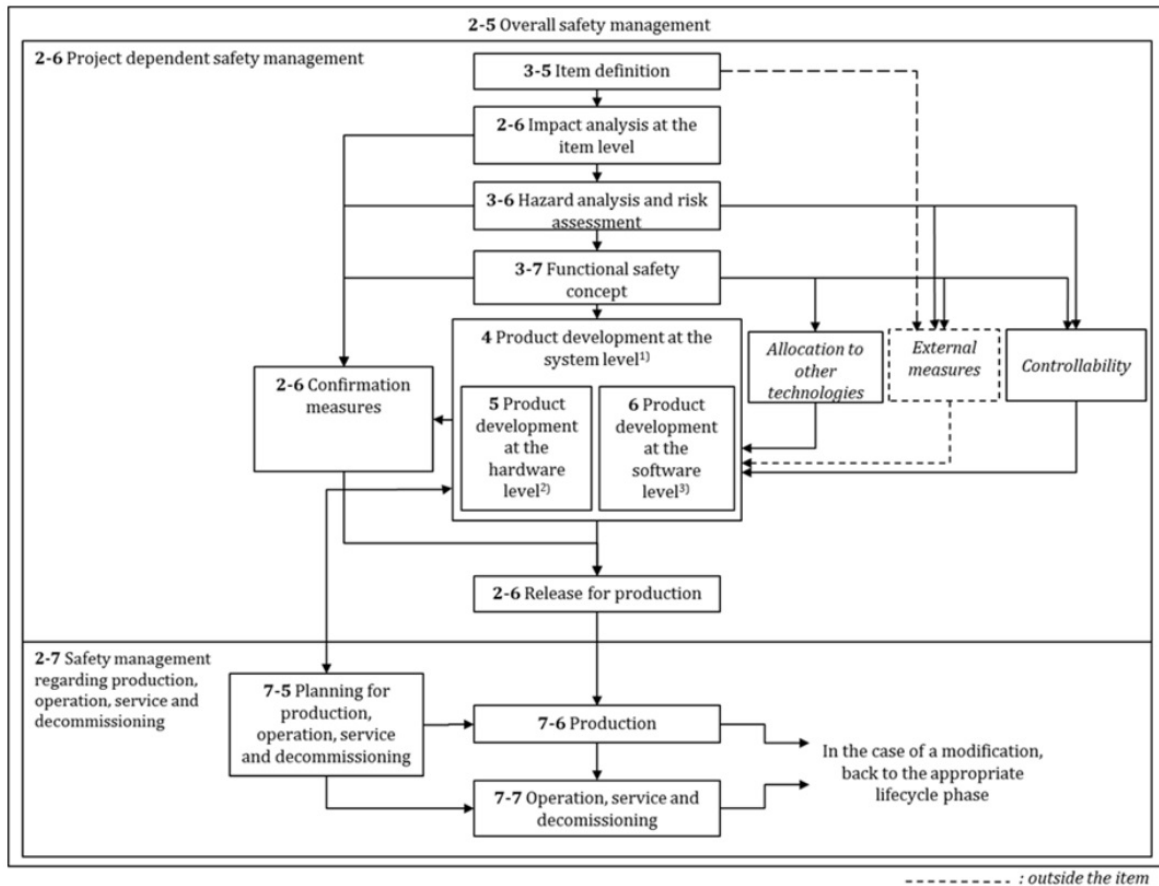 2-5 Overall safety management
2-6 Project dependent safety management
3-5 Item definition
2-6 Impact analysis at the
item level
3-6 Hazard analysis and risk
assessment
3-7 Functional safety
concept
4 Product development at the
system level1)
5 Product
development
at the
hardware
level2)
6 Product
development
at the
software
level3)
2-6 Confirmation
measures
Allocation to
other
technologies
External
measures
Controllability
2-6 Release for production
2-7 Safety management
regarding production,
operation, service and
decommissioning
7-5 Planning for
production,
operation, service
and decommissioning
7-6 Production
7-7 Operation, service and
decomissioning
In the case of a modification,
back to the appropriate
lifecycle phase
: outside the item